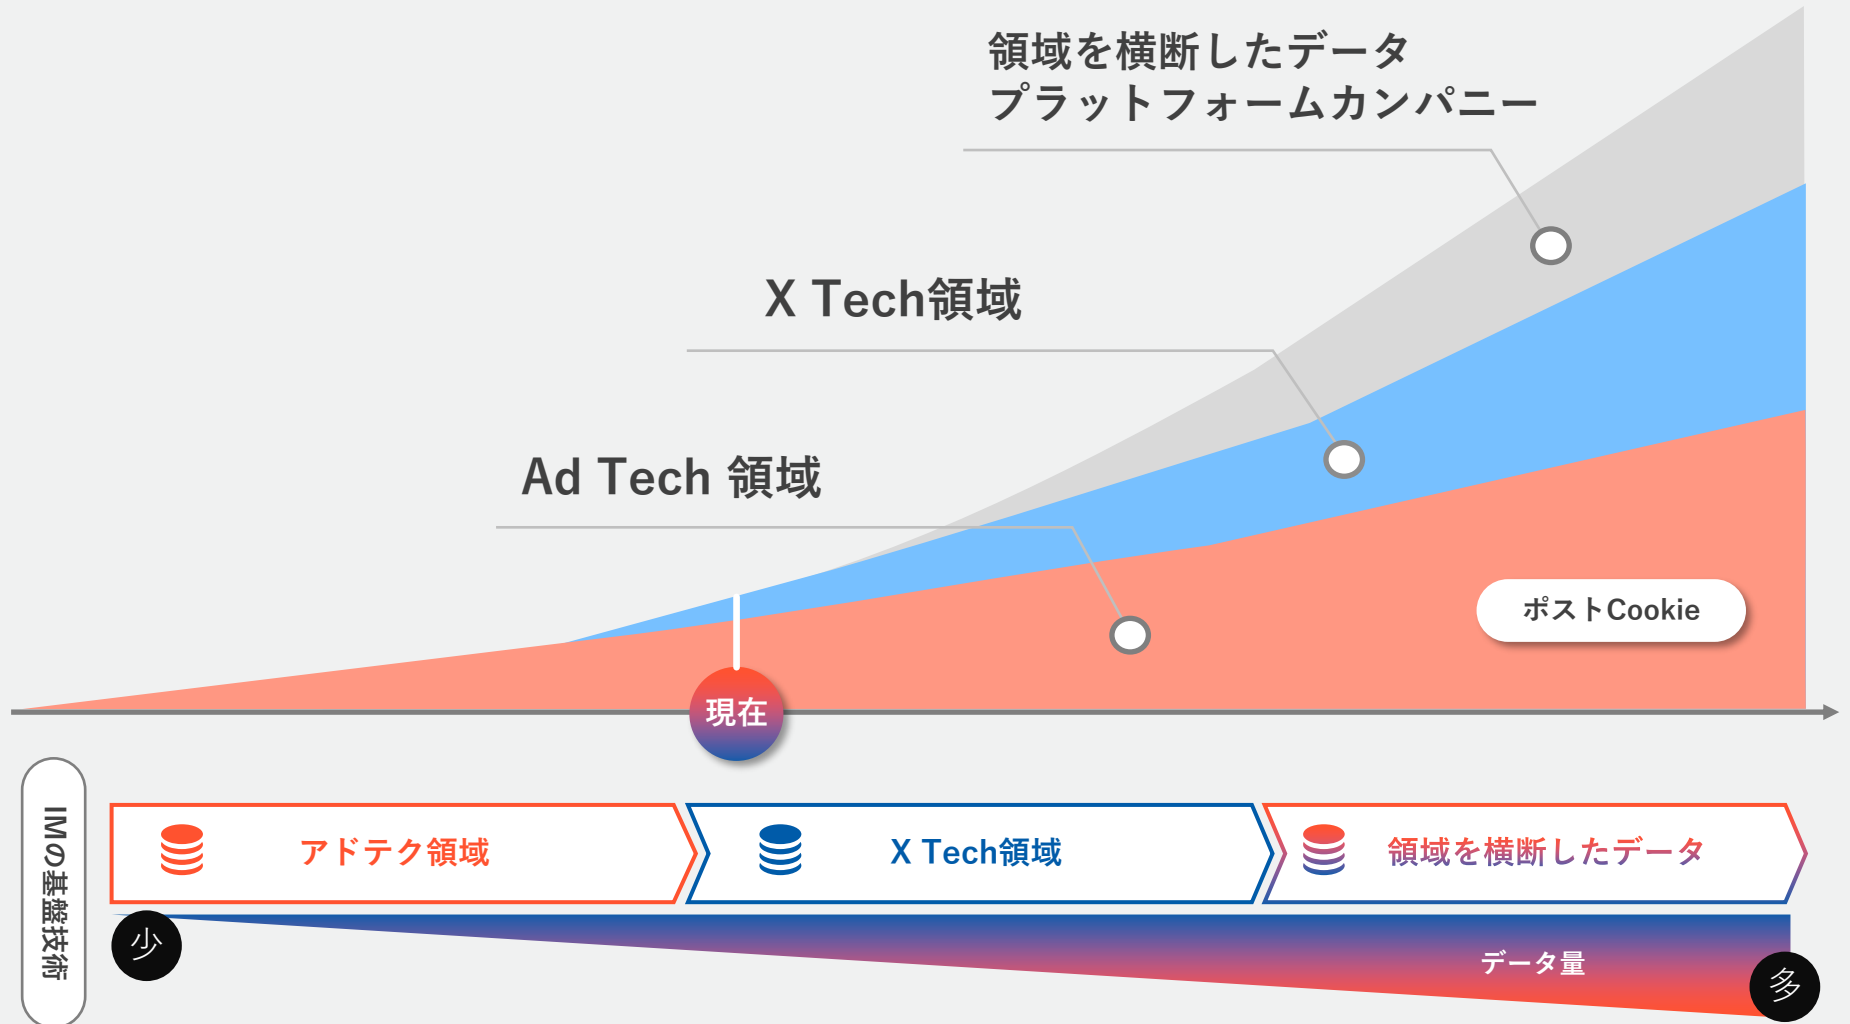 領域を横断したデータ
プラットフォームカンパニー
X Tech領域
Ad Tech 領域
ポストCookie
現在
IMの基盤技術
アドテク領域
X Tech領域
領域を横断したデータ
少
データ量
多